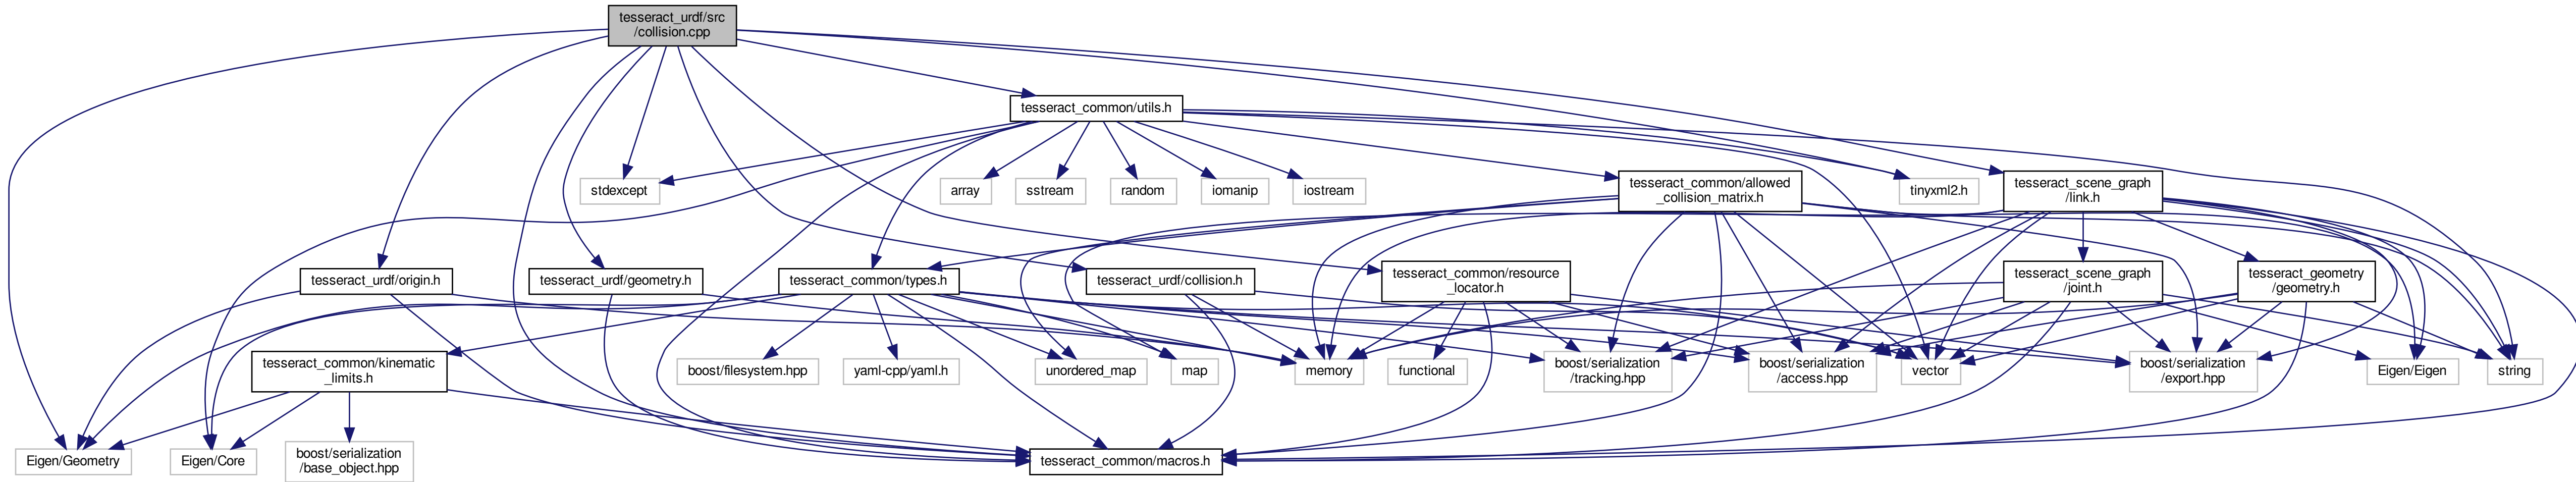 tesseract_urdf/src
/collision.cpp
tesseract_common/utils.h
stdexcept
array
sstream
random
iomanip
iostream
tesseract_common/allowed
_collision_matrix.h
tinyxml2.h
tesseract_scene_graph
/link.h
tesseract_urdf/origin.h
tesseract_urdf/geometry.h
tesseract_common/types.h
tesseract_urdf/collision.h
tesseract_common/resource
_locator.h
tesseract_scene_graph
/joint.h
tesseract_geometry
/geometry.h
tesseract_common/kinematic
_limits.h
boost/filesystem.hpp
yaml-cpp/yaml.h
unordered_map
map
memory
functional
boost/serialization
/tracking.hpp
boost/serialization
/access.hpp
vector
boost/serialization
/export.hpp
Eigen/Eigen
string
Eigen/Geometry
Eigen/Core
boost/serialization
/base_object.hpp
tesseract_common/macros.h